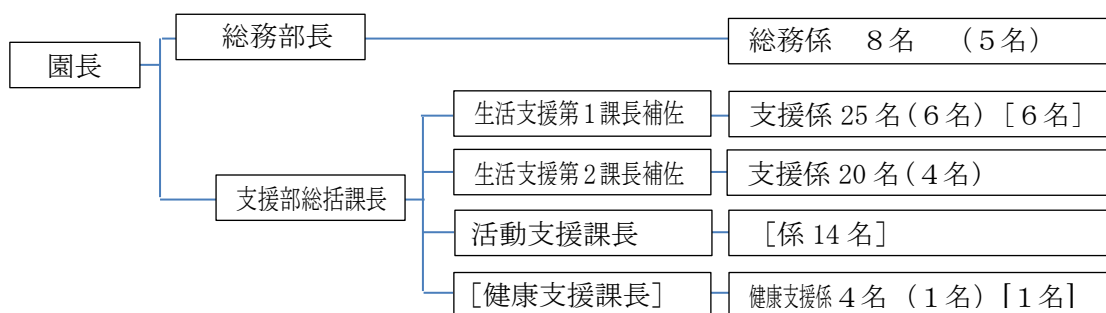 園長
総務部長
総務係 8名 (5名)
支援部総括課長
生活支援第1課長補佐
支援係25名(6名) [6名]
生活支援第2課長補佐
支援係20名(4名)
活動支援課長
[係14名]
[健康支援課長]
健康支援係4名 (1名) [1名]